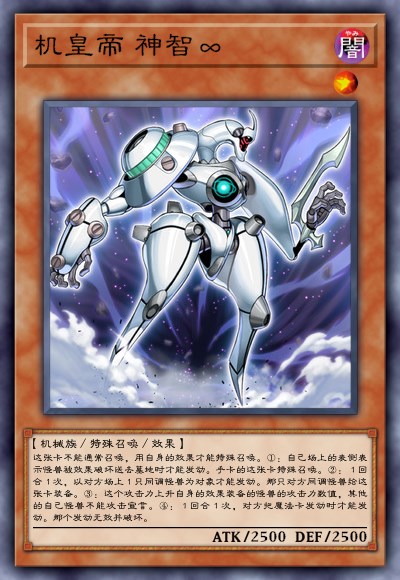 机皇帝 神智∞
やみ
闇
【机械族/特殊召唤/效果】
这张卡不能通常召唤，用自身的效果才能特殊召唤。①：自己场上的表侧表
示怪兽被效果破坏送去墓地时才能发动。手卡的这张卡特殊召唤。②：1回
合1次，以对方场上1只同调怪兽为对象才能发动。那只对方同调怪兽给这
张卡装备。③：这个攻击力上升自身的效果装备的怪兽的攻击力数值，其他
的自己怪兽不能攻击宣言。④：1回合1次，对方把魔法卡发动时才能发
动。那个发动无效并破坏。
ATK/2500 DEF/2500